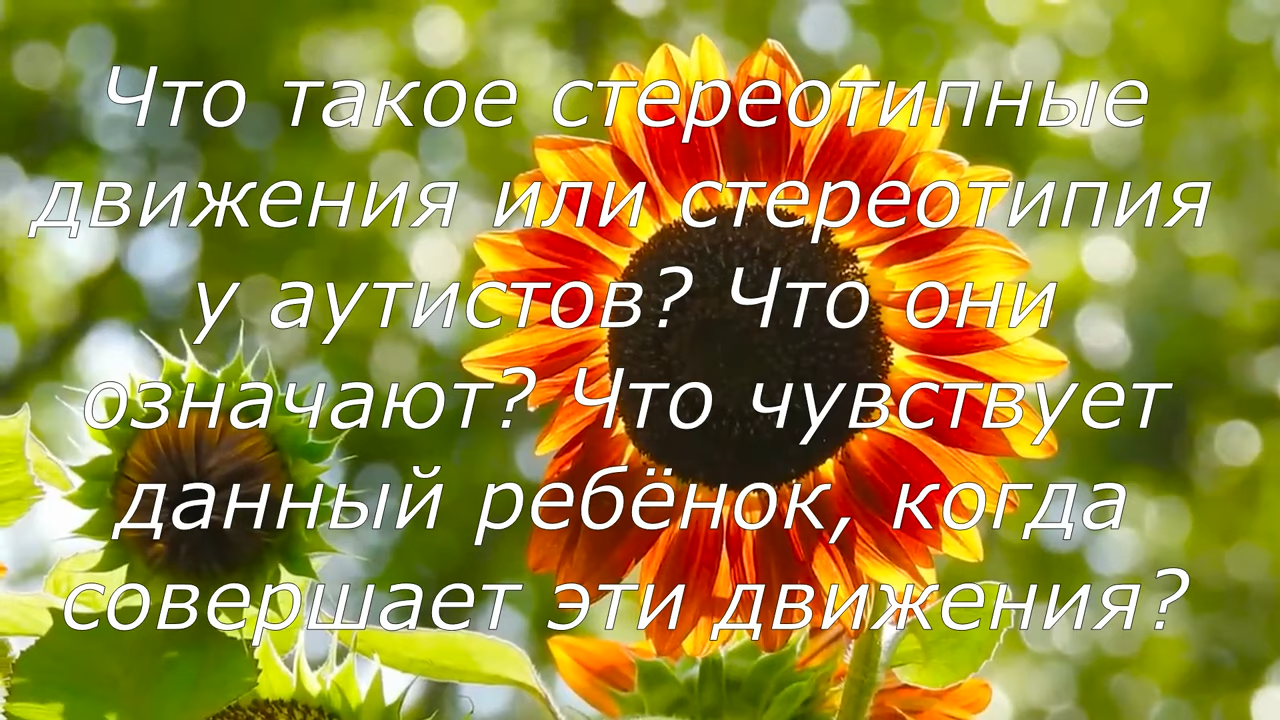 Что такое стереотипные
движения или стереотипия
у аутистов? Что они
означают? Что чувствует
данный ребёнок, когда
совершает эти движения?